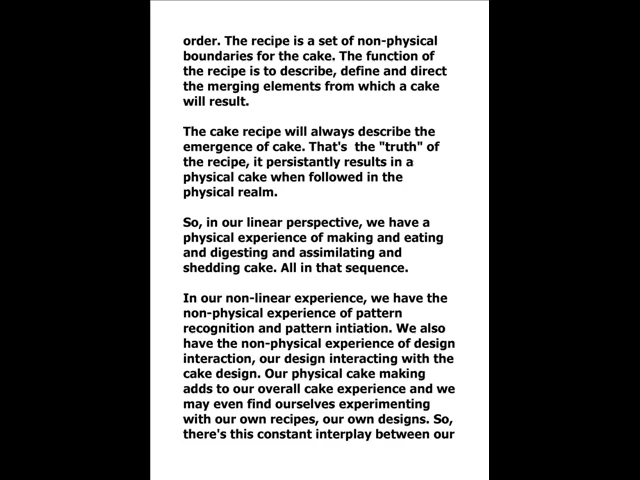 order. The recipe is a set of non-physical
boundaries for the cake. The function of
the recipe is to describe, define and direct
the merging elements from which a cake
will result.
The cake recipe will always describe the
emergence of cake. That's  the "truth" of
the recipe, it persistantly results in a
physical cake when followed in the
physical realm.
So, in our linear perspective, we have a
physical experience of making and eating
and digesting and assimilating and
shedding cake. All in that sequence.
In our non-linear experience, we have the
non-physical experience of pattern
recognition and pattern intiation. We also
have the non-physical experience of design
interaction, our design interacting with the
cake design. Our physical cake making
adds to our overall cake experience and we
may even find ourselves experimenting
with our own recipes, our own designs. So,
there's this constant interplay between our